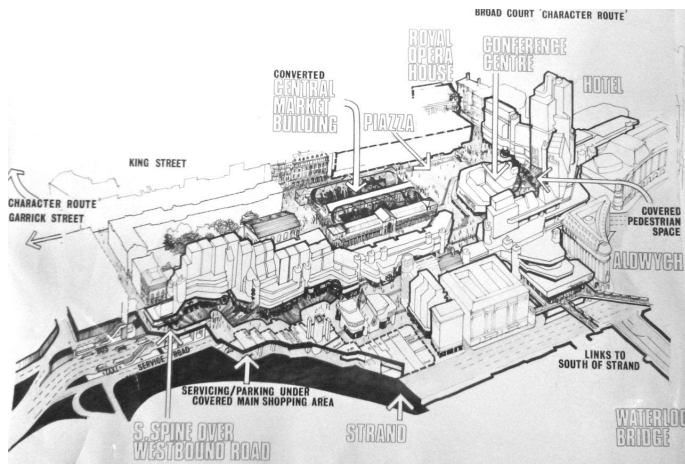 BROAD COURT 'CHARACTER ROUTE'
ROYAL
OPERA
HOUSE
CONFERENCE
CENTRE
HOTEL
CONVERTED
CENTRAL
MARKET
BUILDING
PIAZZA
KING STREET
CHARACTER ROUTE
GARRICK STREET
COVERED
PEDESTRIAN
SPACE
ALDWYCH
SERVICE ROAD
SERVICING/PARKING UNDER
COVERED MAIN SHOPPING AREA
LINKS TO
SOUTH OF STRAND
S. SPINE OVER
WESTBOUND ROAD
STRAND
WATERLOO
BRIDGE